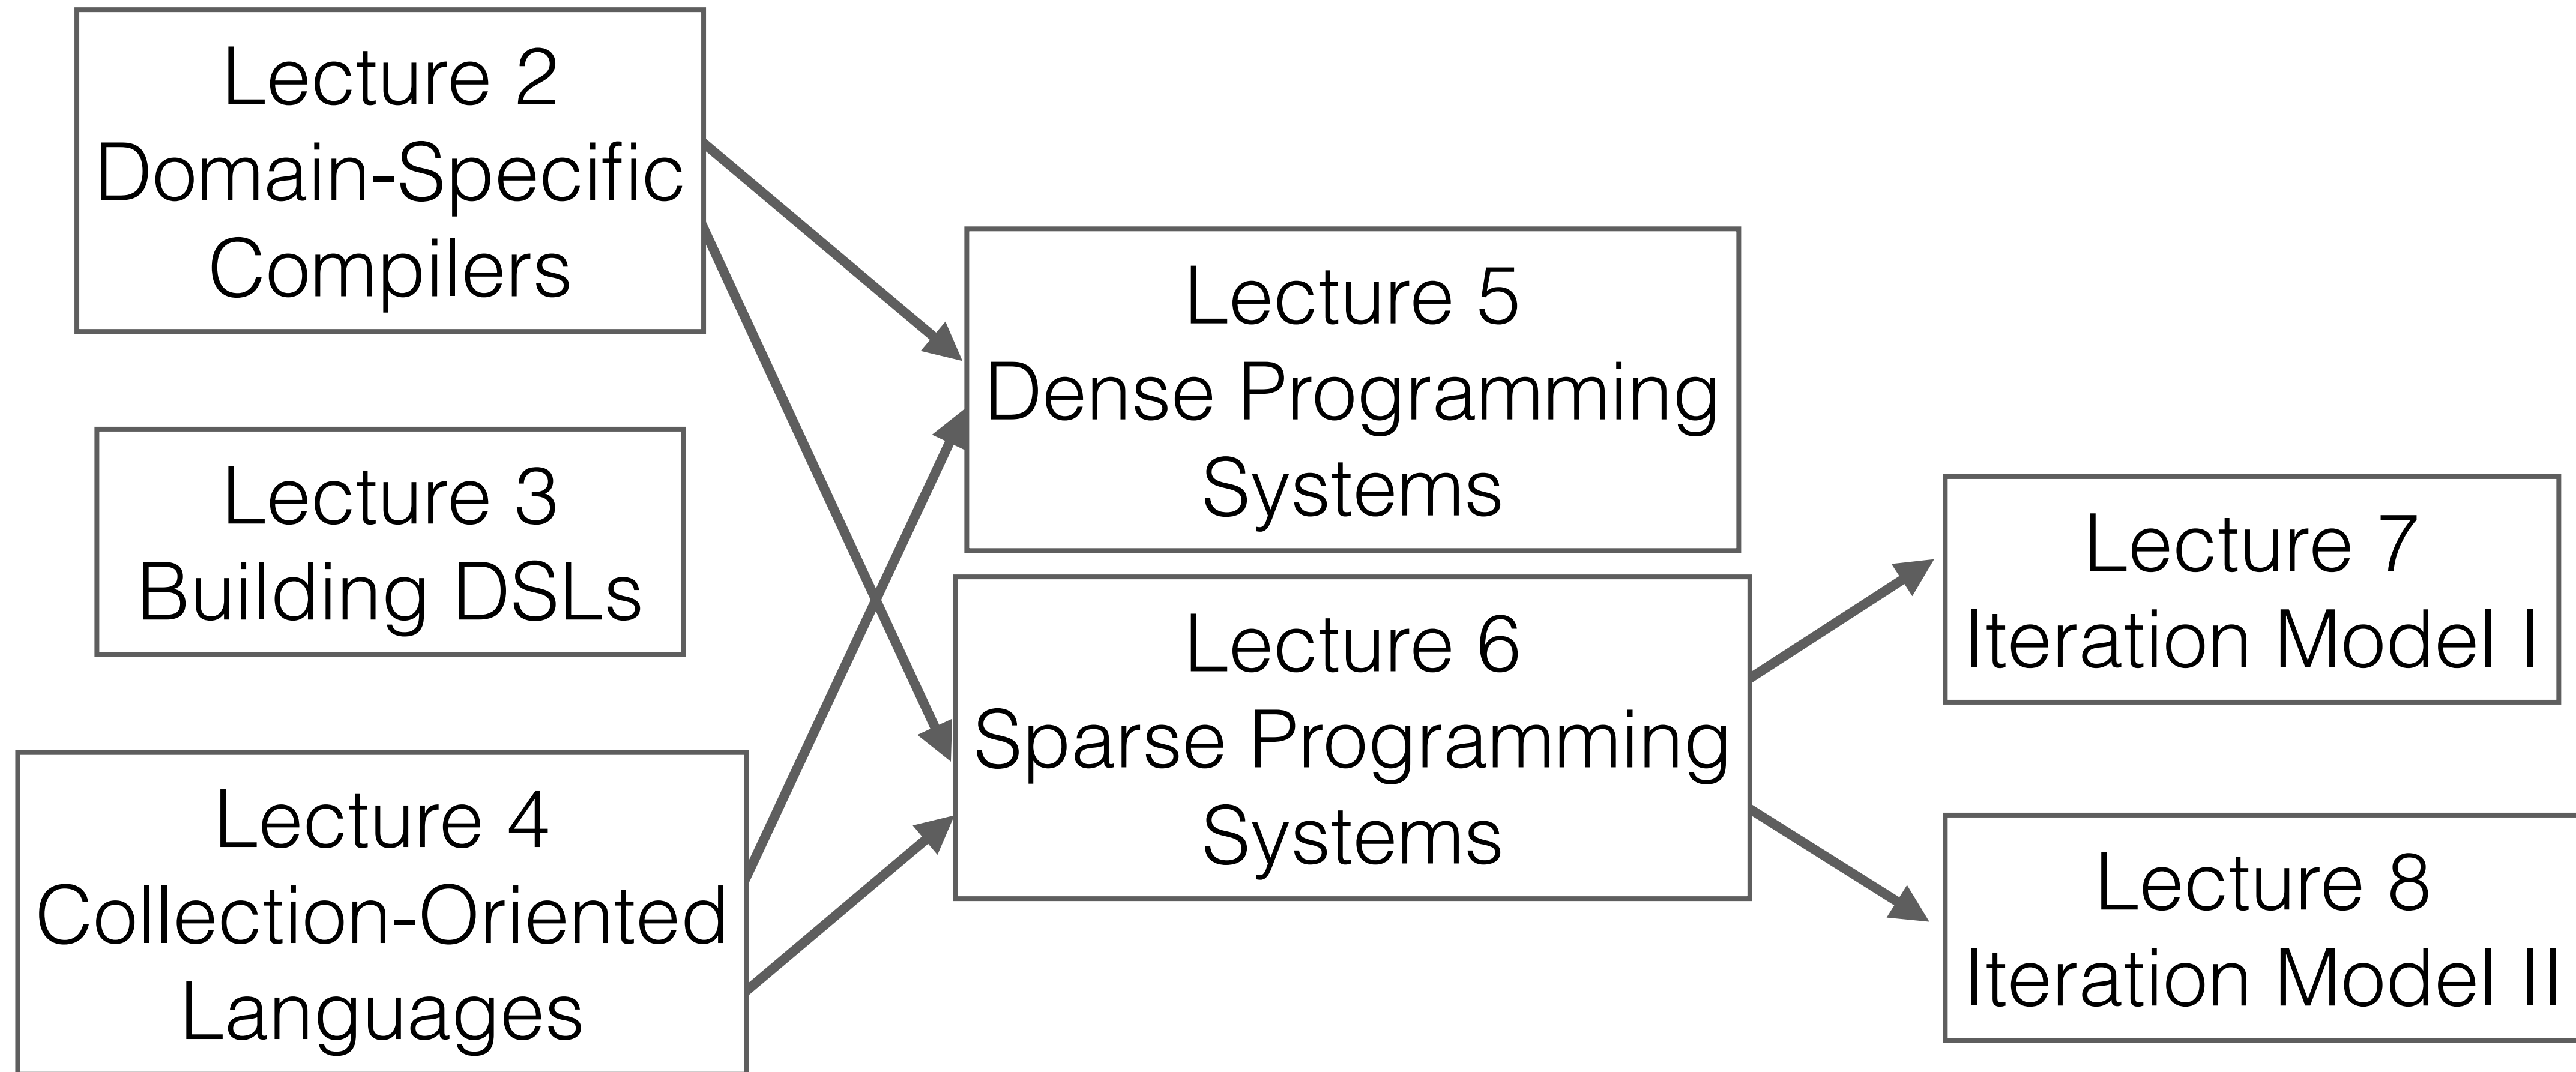 Lecture 2
Domain-Specific
Compilers
Lecture 3
Building DSLs
Lecture 4
Collection-Oriented
Languages
Lecture 5
Dense Programming
Systems
Lecture 6
Sparse Programming
Systems
Lecture 7
Iteration Model I
Lecture 8
Iteration Model II